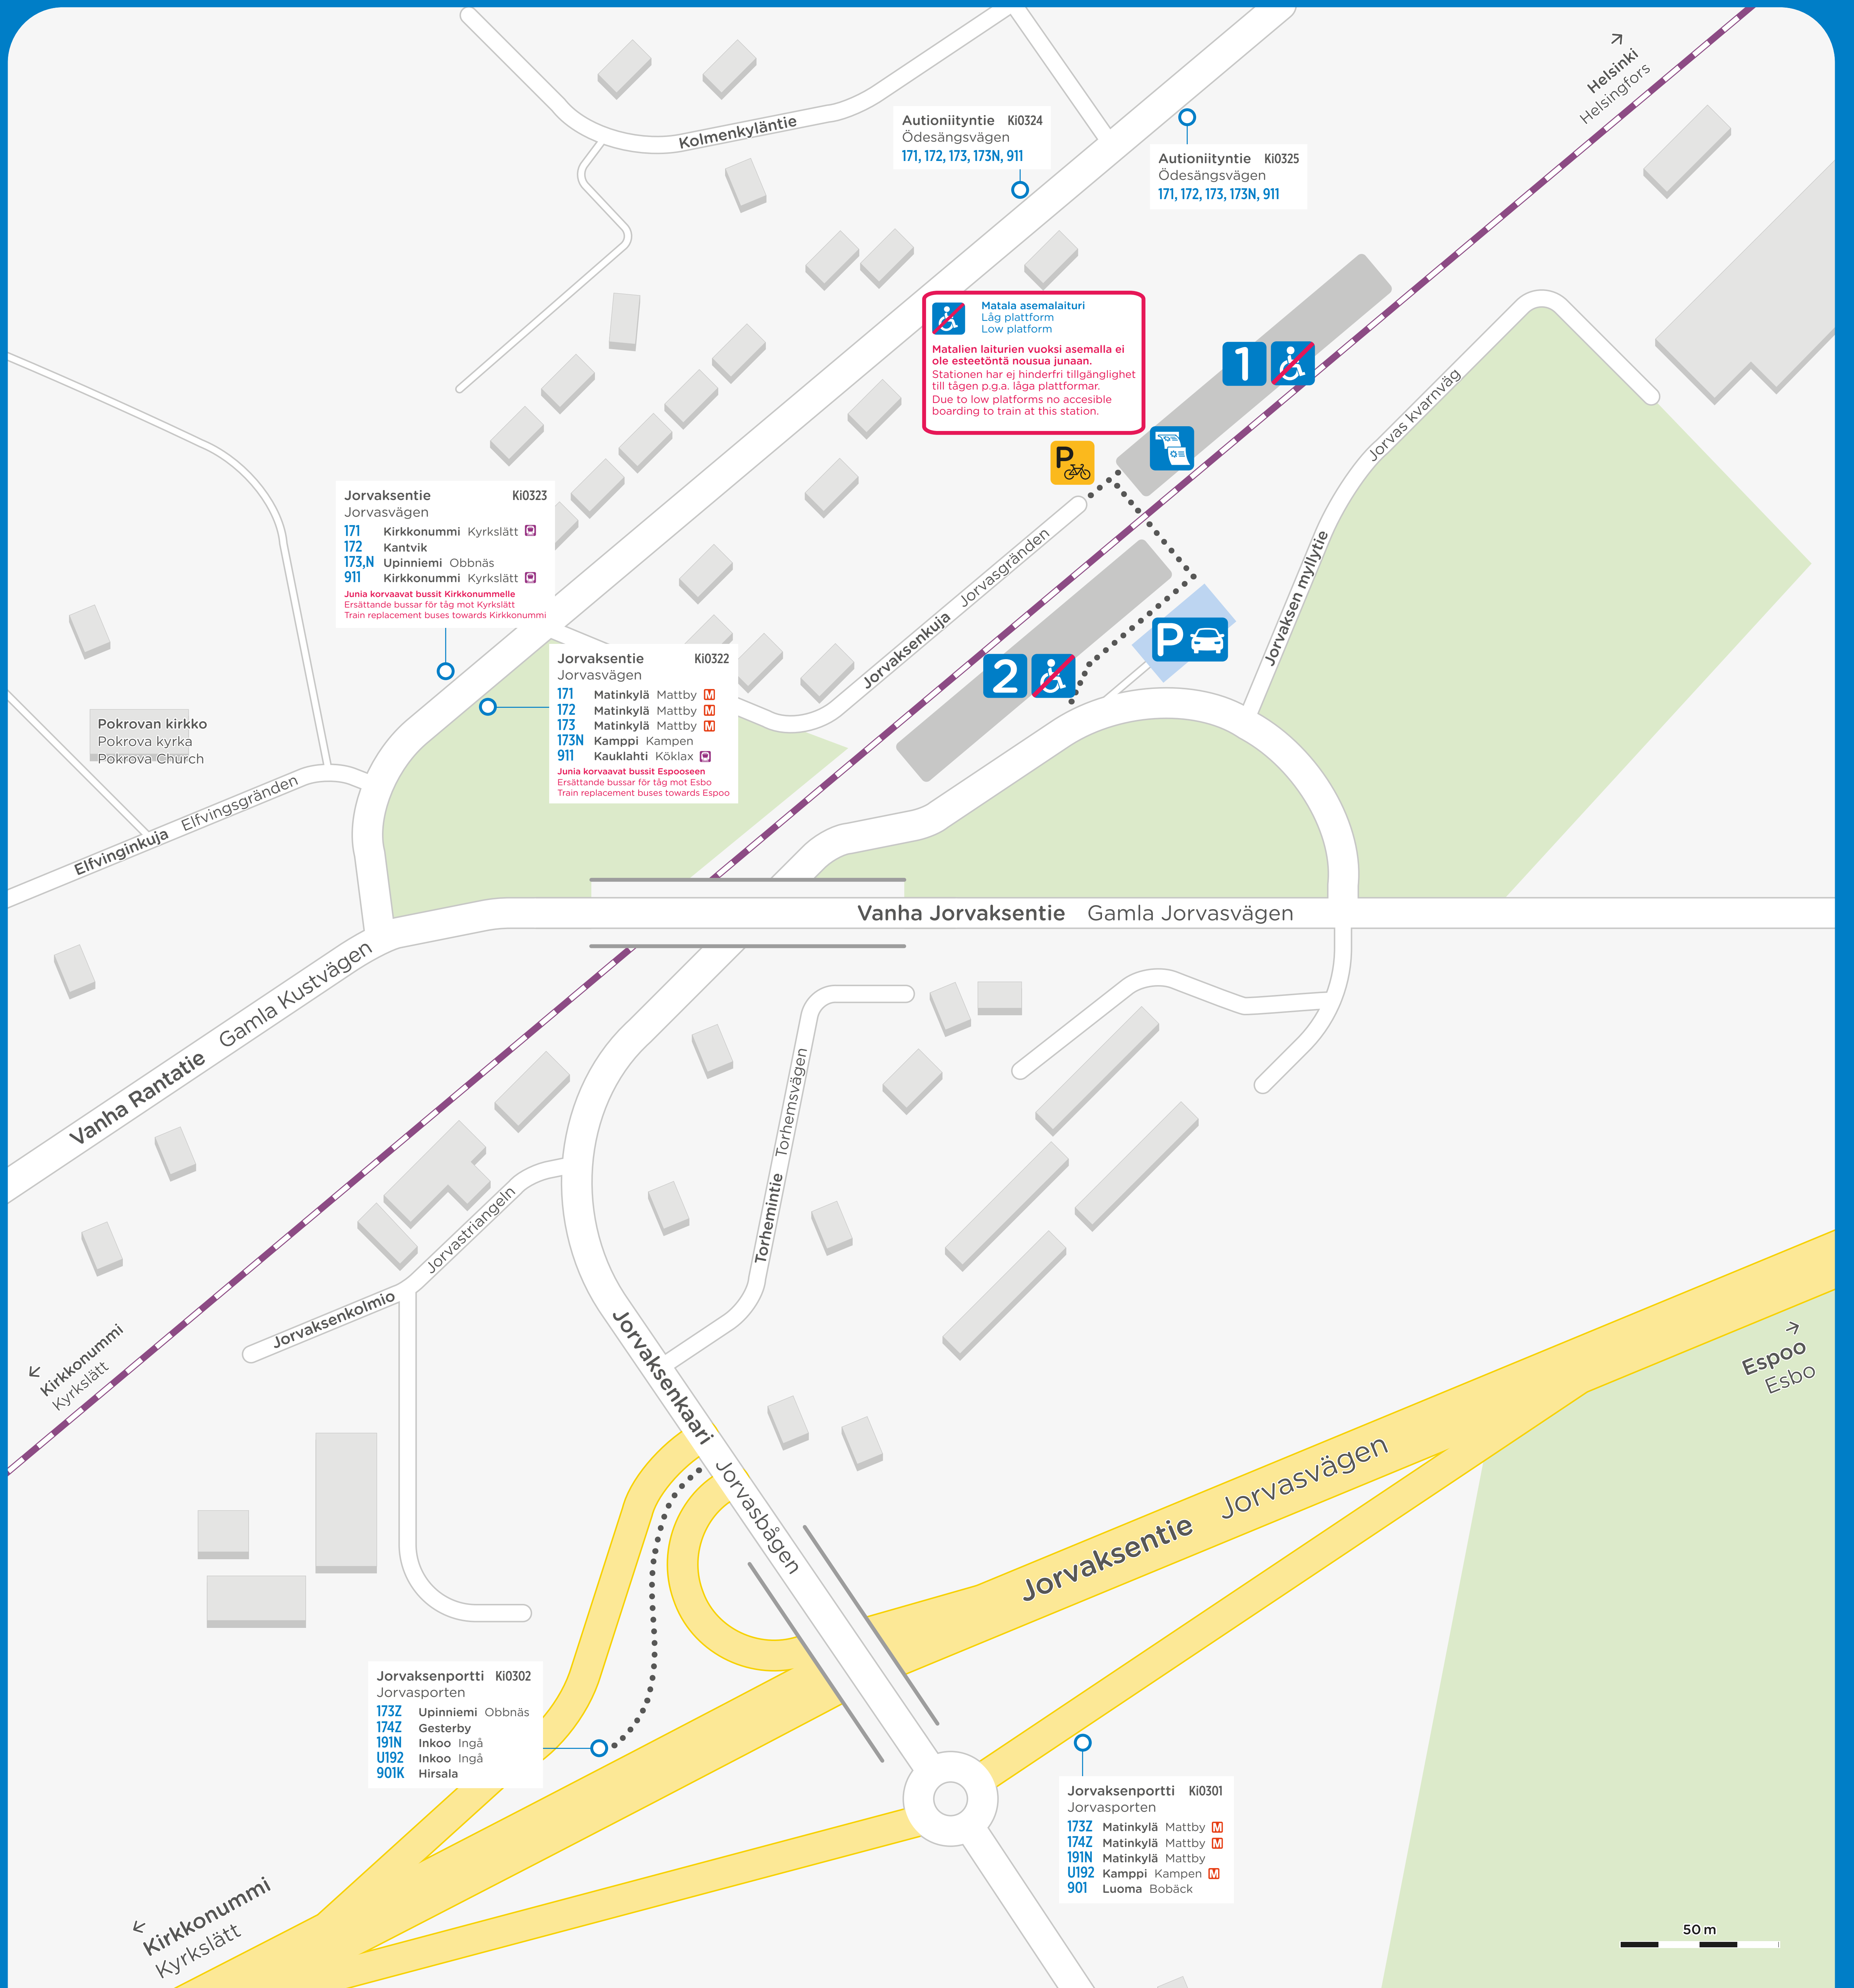 Helsinki
Helsingfors
Kolmenkyläntie
Autioniityntie Ki0324
Ödesängsvägen
171, 172, 173, 173N, 911
Autioniityntie Ki0325
Ödesängsvägen
171, 172, 173, 173N, 911
Matala asemalaituri
Låg plattform
Low platform
Matalien laiturien vuoksi asemalla ei
ole esteetöntä nousua junaan.
Stationen har ej hinderfri tillgänglighet
till tågen p.g.a. låga plattformar.
Due to low platforms no accesible
boarding to train at this station.
1
P
Jorvas kvarnväg
Jorvaksen myllytie
Jorvaksentie Ki0323
Jorvasvägen
171 Kirkkonummi Kyrkslätt
172 Kantvik
173,N Upinniemi Obbnäs
911 Kirkkonummi Kyrkslätt
Junia korvaavat bussit Kirkkonummelle
Ersättande bussar för tåg mot Kyrkslätt
Train replacement buses towards Kirkkonummi
Jorvaksenkuja Jorvasgränden
P
2
Jorvaksentie Ki0322
Jorvasvägen
171 Matinkylä Mattby M
172 Matinkylä Mattby M
173 Matinkylä Mattby M
173N Kamppi Kampen
911 Kauklahti Köklax
Junia korvaavat bussit Espooseen
Ersättande bussar för tåg mot Esbo
Train replacement buses towards Espoo
Pokrovan kirkko
Pokrova kyrka
Pokrova Church
Elfvinginkuja Elfvingsgränden
Vanha Jorvaksentie Gamla Jorvasvägen
Vanha Rantatie Gamla Kustvägen
Torhemintie Torhemsvägen
Jorvastriangeln
Jorvaksenkolmio
Kirkkonummi
Kyrkslätt
Jorvaksenkaari Jorvasbågen
Espoo
Esbo
Jorvaksentie Jorvasvägen
Jorvaksenportti Ki0302
Jorvasporten
173Z Upinniemi Obbnäs
174Z Gesterby
191N Inkoo Ingå
U192 Inkoo Ingå
901K Hirsala
Jorvaksenportti Ki0301
Jorvasporten
173Z Matinkylä Mattby M
174Z Matinkylä Mattby M
191N Matinkylä Mattby
U192 Kamppi Kampen M
901 Luoma Bobäck
Kirkkonummi
Kyrkslätt
50 m